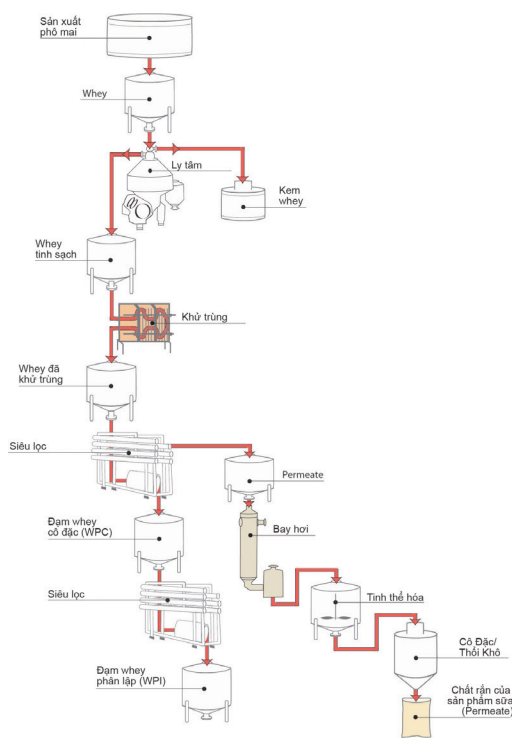 Sản xuất
phô mai
Whey
Ly tâm
Kem
whey
Whey
tinh sạch
Khử trùng
Whey đã
khử trùng
Siêu lọc
Permeate
Đạm whey
cô đặc (WPC)
Bay hơi
Siêu lọc
Tinh thể hóa
Cô Đặc/
Thổi Khô
Đạm whey
phân lập (WPI)
Chất rắn của
sản phẩm sữa
(Permeate)